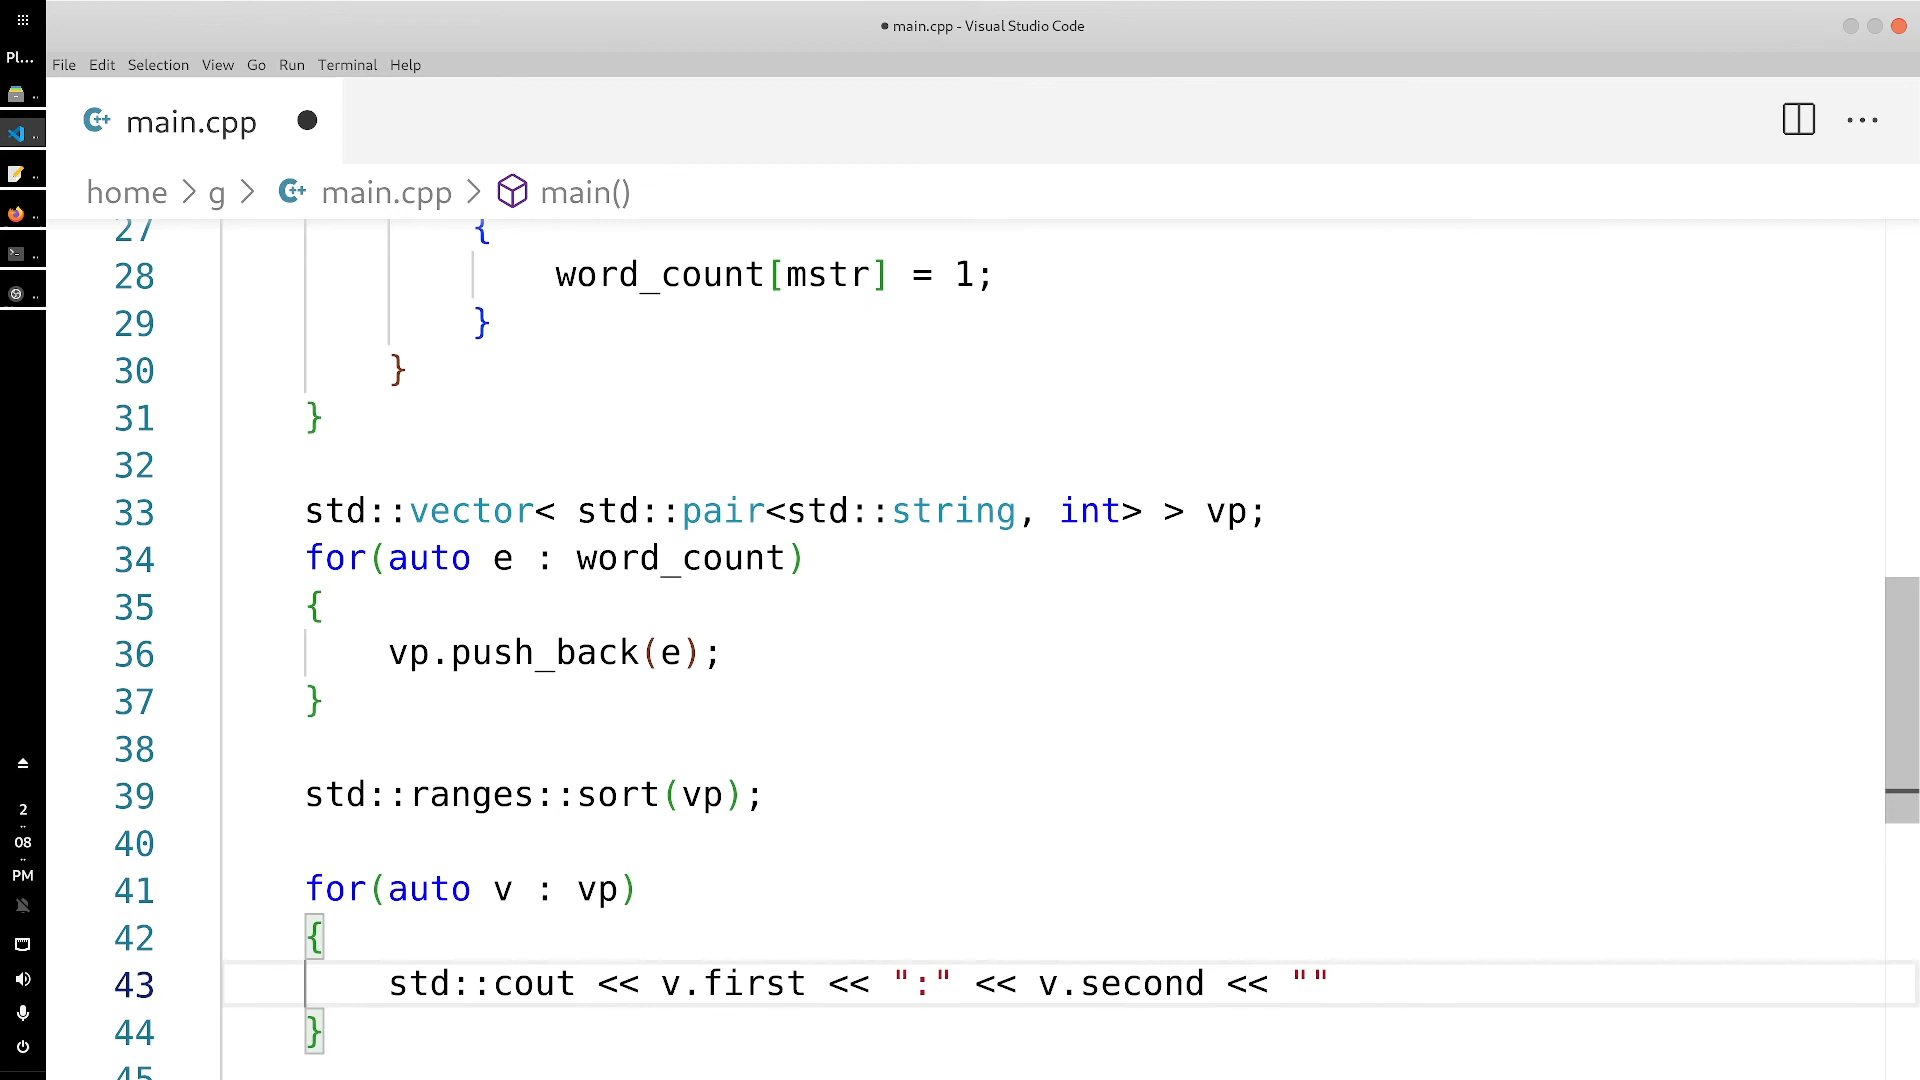 ● main.cpp - Visual Studio Code
Pl...
File Edit Selection View Go Run Terminal Help
main.cpp ●
home > g > main.cpp > main()
27 {
28 word_count[mstr] = 1;
29 }
30 }
31 }
32
33 std::vector< std::pair<std::string, int> > vp;
34 for(auto e : word_count)
35 {
36 vp.push_back(e);
37 }
38
39 std::ranges::sort(vp);
40
41 for(auto v : vp)
42 {
43 std::cout << v.first << ":" << v.second << ""
44 }
45
2
..
08
..
PM